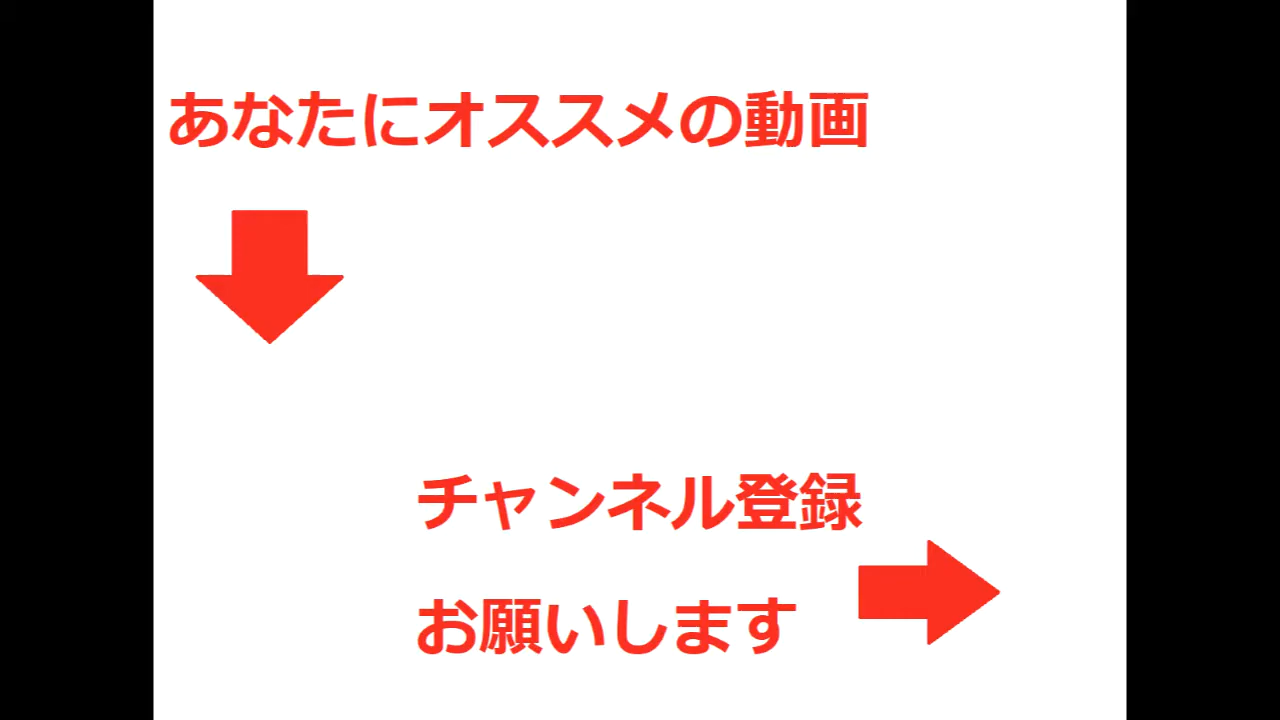 あなたにオススメの動画
チャンネル登録
お願いします